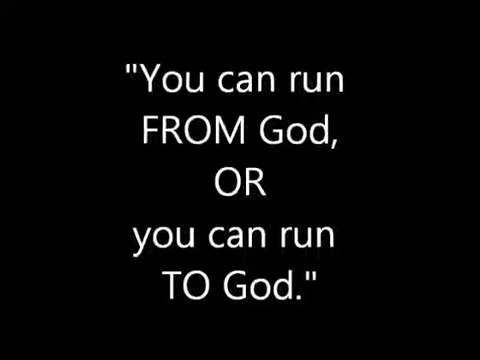 "You can run
FROM God,
OR
you can run
TO God."